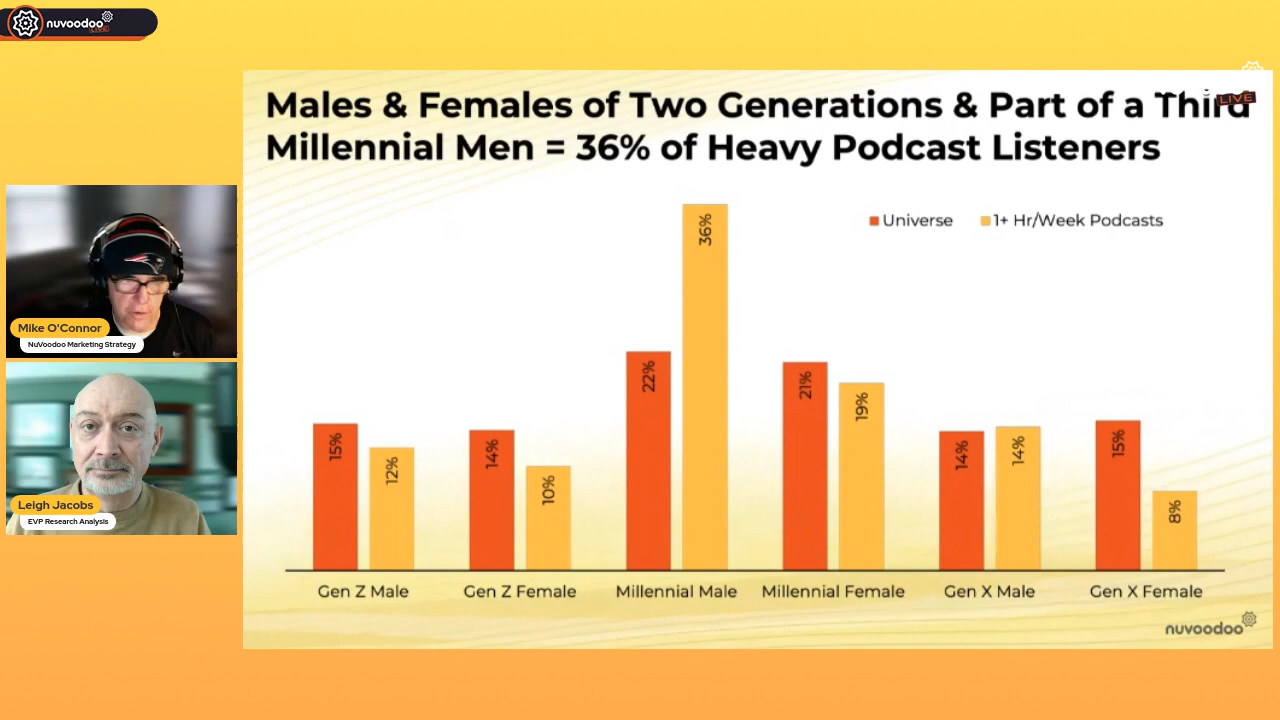 nuvoodoo
LIVE
Males & Females of Two Generations & Part of a Third
LIVE
Millennial Men = 36% of Heavy Podcast Listeners
Universe
1+ Hr/Week Podcasts
15%
12%
14%
10%
22%
36%
21%
19%
14%
14%
15%
8%
Gen Z Male
Gen Z Female
Millennial Male
Millennial Female
Gen X Male
Gen X Female
nuvoodoo
Mike O'Connor
NuVoodoo Marketing Strategy
Leigh Jacobs
EVP Research Analysis